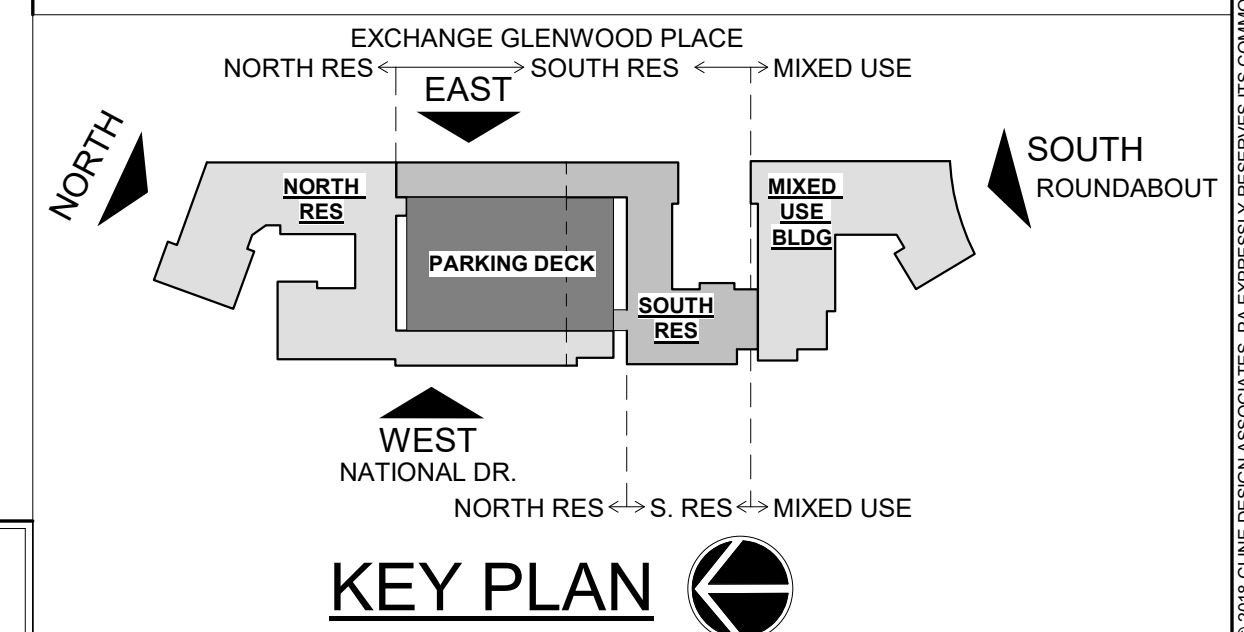 EXCHANGE GLENWOOD PLACE
NORTH RES
SOUTH RES
MIXED USE
EAST
NORTH
SOUTH
ROUNDABOUT
NORTH
RES
MIXED
USE
BLDG
PARKING DECK
SOUTH
RES
WEST
NATIONAL DR.
NORTH RES
S. RES
MIXED USE
KEY PLAN
2018 CLINE DESIGN ASSOCIATES, PA EXPRESSLY RESERVES ITS COMMO